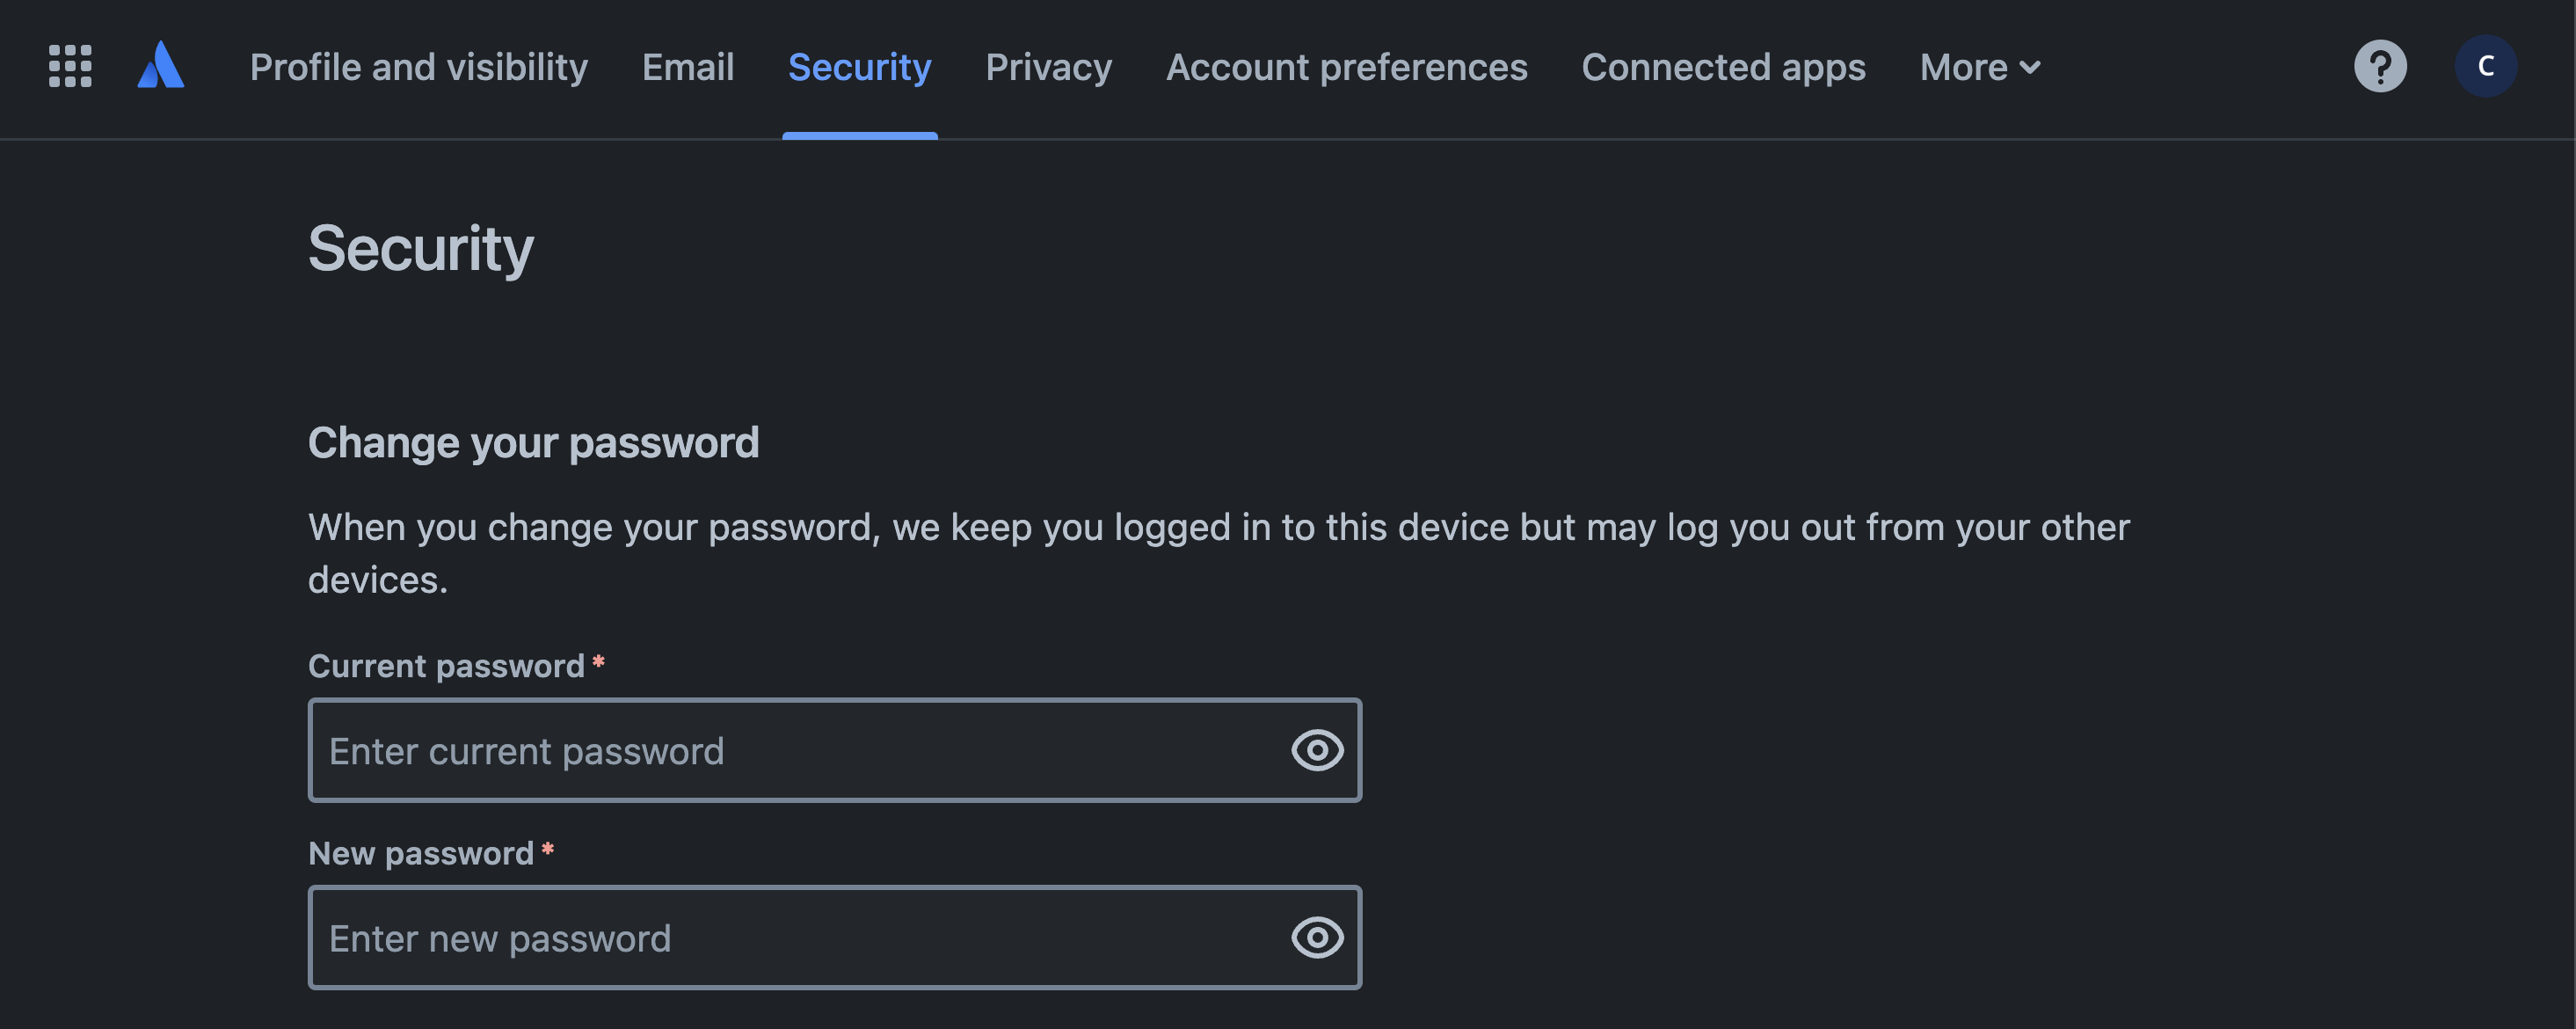 Profile and visibility Email Security Privacy Account preferences Connected apps More ? C
Security
Change your password
When you change your password, we keep you logged in to this device but may log you out from your other
devices.
Current password *
Enter current password
New password *
Enter new password